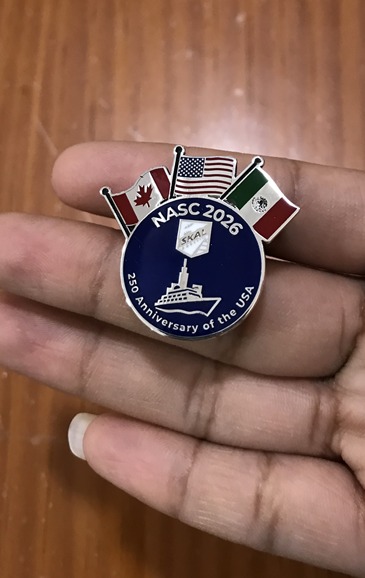 NASC 2026
SKAL
250 Anniversary of the USA